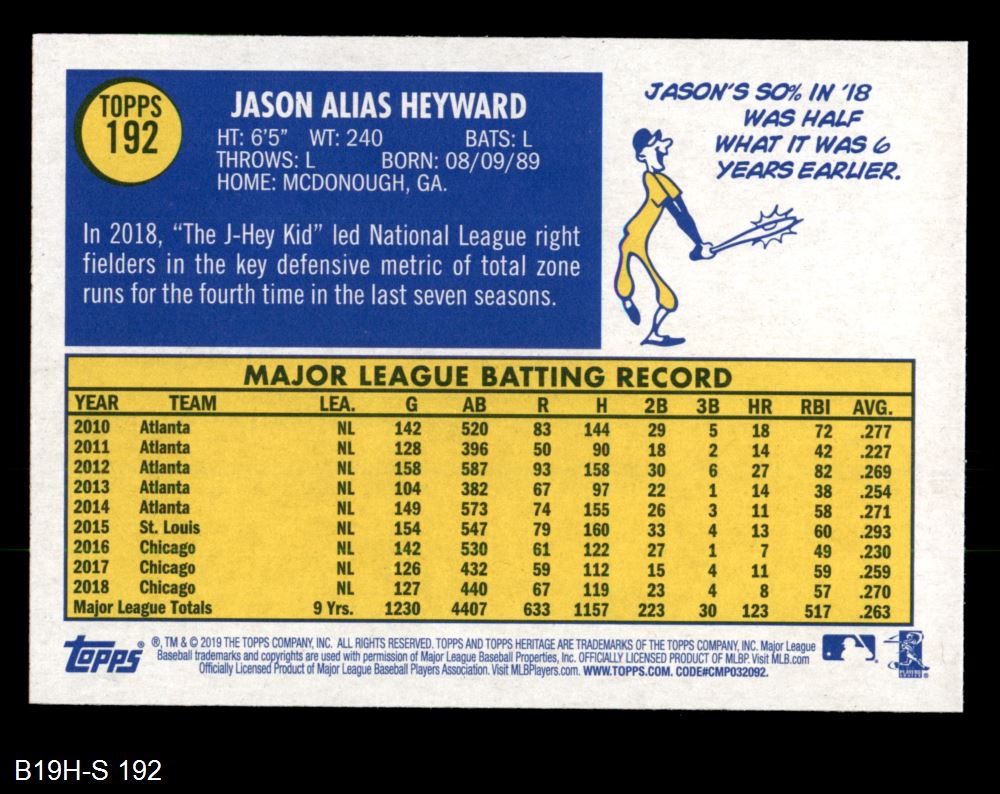 TOPPS
192
JASON ALIAS HEYWARD
HT: 6'5" WT: 240 BATS: L
THROWS: L BORN: 08/09/89
HOME: MCDONOUGH, GA.
In 2018, “The J-Hey Kid” led National League right
fielders in the key defensive metric of total zone
runs for the fourth time in the last seven seasons.
JASON'S SO% IN '18
WAS HALF
WHAT IT WAS 6
YEARS EARLIER.
MAJOR LEAGUE BATTING RECORD
YEAR TEAM LEA. G AB R H 2B 3B HR RBI AVG.
2010 Atlanta NL 142 520 83 144 29 5 18 72 .277
2011 Atlanta NL 128 396 50 90 18 2 14 42 .227
2012 Atlanta NL 158 587 93 158 30 6 27 82 .269
2013 Atlanta NL 104 382 67 97 22 1 14 38 .254
2014 Atlanta NL 149 573 74 155 26 3 11 58 .271
2015 St. Louis NL 154 547 79 160 33 4 13 60 .293
2016 Chicago NL 142 530 61 122 27 1 7 49 .230
2017 Chicago NL 126 432 59 112 15 4 11 59 .259
2018 Chicago NL 127 440 67 119 23 4 8 57 .270
Major League Totals 9 Yrs. 1230 4407 633 1157 223 30 123 517 .263
Topps
®, TM & © 2019 THE TOPPS COMPANY, INC. ALL RIGHTS RESERVED. TOPPS AND TOPPS HERITAGE ARE TRADEMARKS OF THE TOPPS COMPANY, INC. Major League
Baseball trademarks and copyrights are used with permission of Major League Baseball Properties, Inc. OFFICIALLY LICENSED PRODUCT OF MLBP. Visit MLB.com
Officially Licensed Product of Major League Baseball Players Association. Visit MLBPlayers.com. WWW.TOPPS.COM. CODE#CMP032092.
B19H-S 192